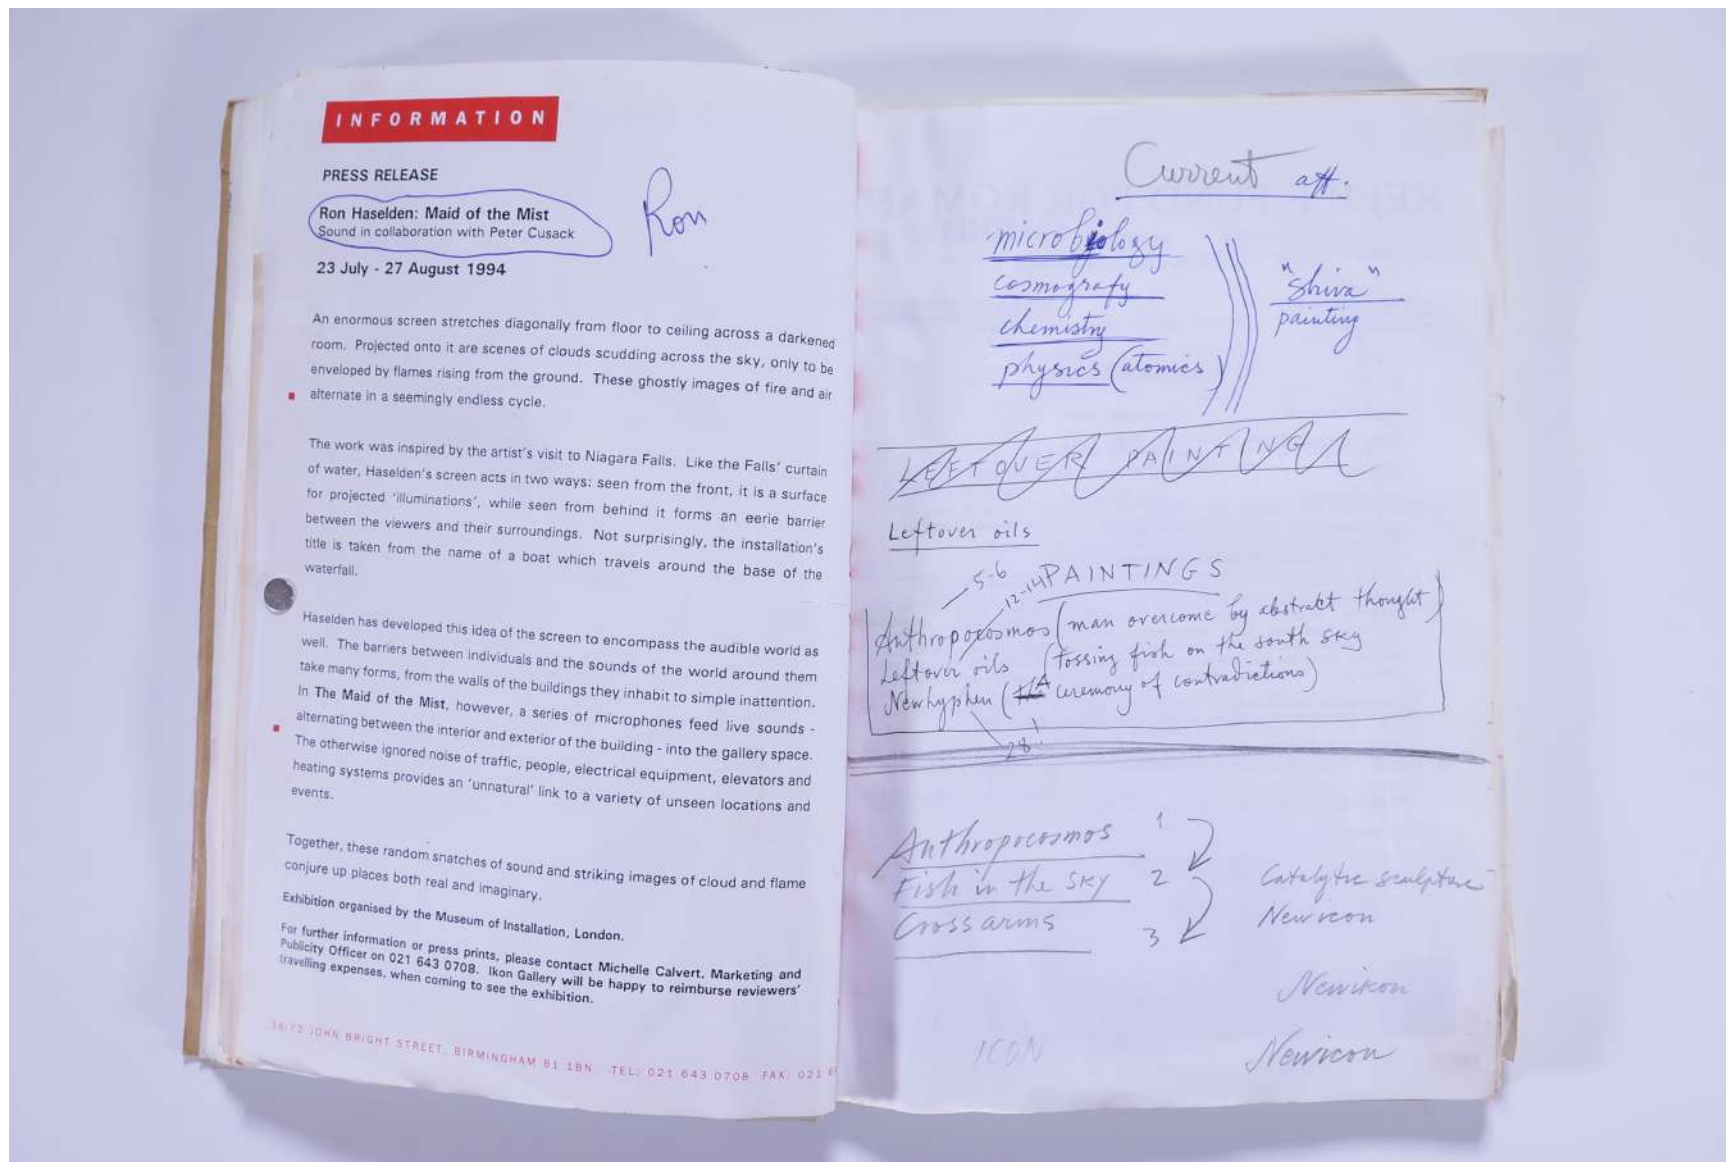 INFORMATION
PRESS RELEASE
Ron Haselden: Maid of the Mist
Sound in collaboration with Peter Cusack
Ron
23 July - 27 August 1994
An enormous screen stretches diagonally from floor to ceiling across a darkened
room. Projected onto it are scenes of clouds scudding across the sky, only to be
enveloped by flames rising from the ground. These ghostly images of fire and air
alternate in a seemingly endless cycle.
The work was inspired by the artist's visit to Niagara Falls. Like the Falls' curtain
of water, Haselden's screen acts in two ways: seen from the front, it is a surface
for projected 'illuminations', while seen from behind it forms an eerie barrier
between the viewers and their surroundings. Not surprisingly, the installation's
title is taken from the name of a boat which travels around the base of the
waterfall.
Haselden has developed this idea of the screen to encompass the audible world as
well. The barriers between individuals and the sounds of the world around them
take many forms, from the walls of the buildings they inhabit to simple inattention.
In The Maid of the Mist, however, a series of microphones feed live sounds -
alternating between the interior and exterior of the building - into the gallery space.
The otherwise ignored noise of traffic, people, electrical equipment, elevators and
heating systems provides an 'unnatural' link to a variety of unseen locations and
events.
Together, these random snatches of sound and striking images of cloud and flame
conjure up places both real and imaginary.
Exhibition organised by the Museum of Installation, London.
For further information or press prints, please contact Michelle Calvert, Marketing and
Publicity Officer on 021 643 0708. Ikon Gallery will be happy to reimburse reviewers'
travelling expenses, when coming to see the exhibition.
JOHN BRIGHT STREET, BIRMINGHAM B1 1BN TEL: 021 643 0708 FAX: 021 6
Current att.
microbiology
cosmografy
chemistry
physics (atomics)
"Shiva"
painting
LEFTOVER PAINTING
Leftover oils
5-6
12-14 PAINTINGS
Anthropocosmos (man overcome by abstrakt thought)
Leftover oils (tossing fish on the south sky
Newhyphen (A ceremony of contradictions)
28!
Anthropocosmos 1
Fish in the sky 2
Cross arms 3
Catalytic sculpture
Newicon
Newikon
ICON
Newicon